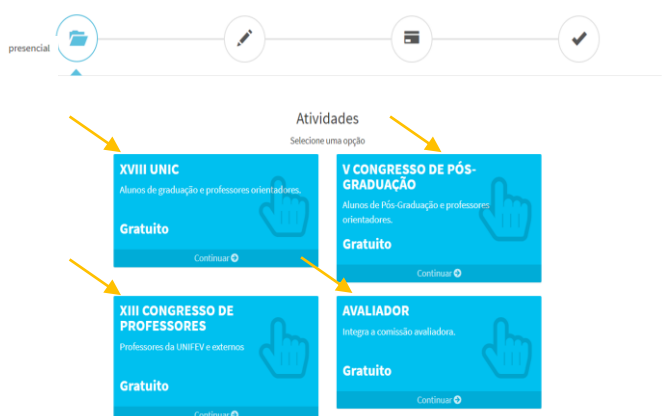 presencial
Atividades
Selecione uma opção
XVIII UNIC
Alunos de graduação e professores orientadores.
Gratuito
Continuar
V CONGRESSO DE PÓS-
GRADUAÇÃO
Alunos de Pós-Graduação e professores
orientadores.
Gratuito
Continuar
XIII CONGRESSO DE
PROFESSORES
Professores da UNIFEV e externos
Gratuito
Continuar
AVALIADOR
Integra a comissão avaliadora.
Gratuito
Continuar